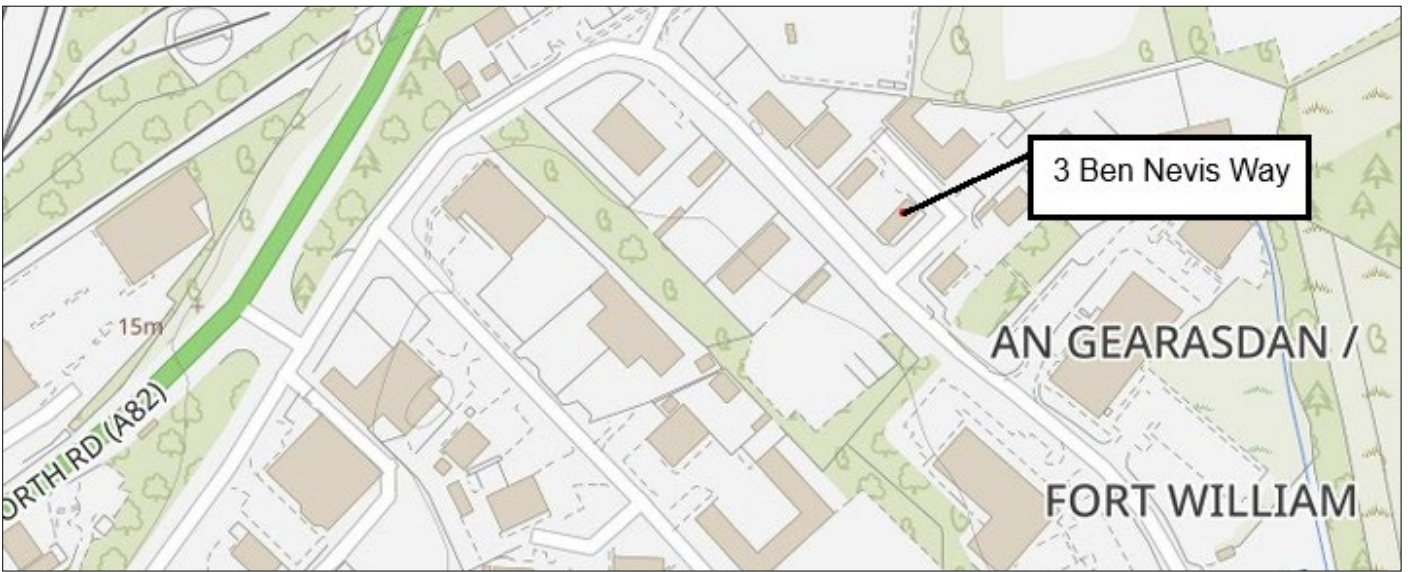 3 Ben Nevis Way
15m
AN GEARASDAN /
ORTH RD (A82)
FORT WILLIAM